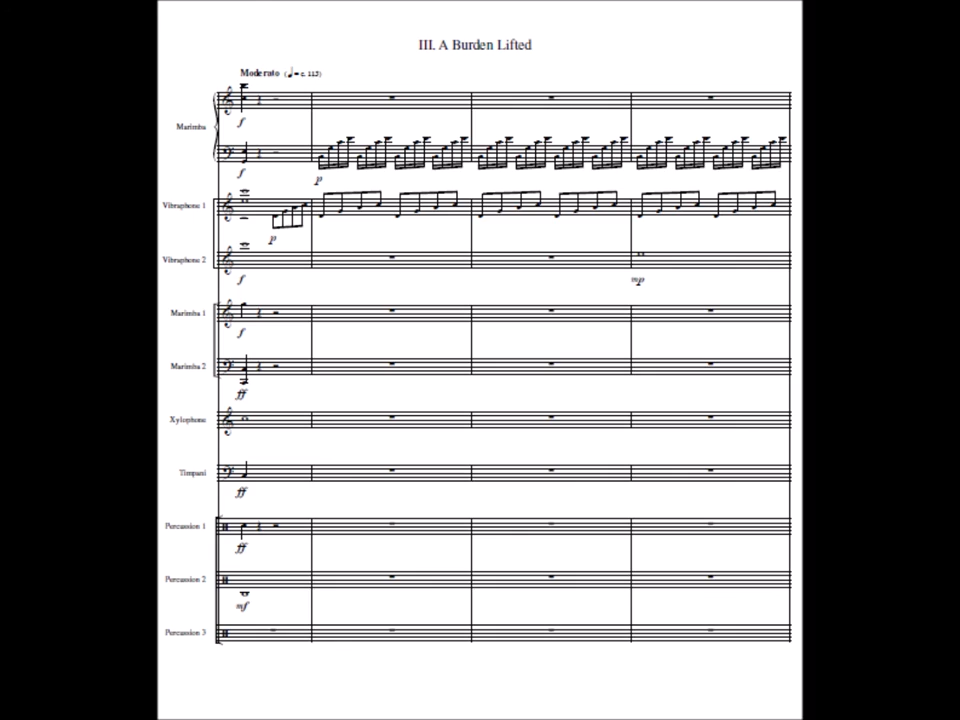 III. A Burden Lifted
Moderato (♩= c. 115)
Marimba
f
f
p
Vibraphone 1
p
Vibraphone 2
f
mp
Marimba 1
f
Marimba 2
ff
Xylophone
Timpani
ff
Percussion 1
ff
Percussion 2
mf
Percussion 3